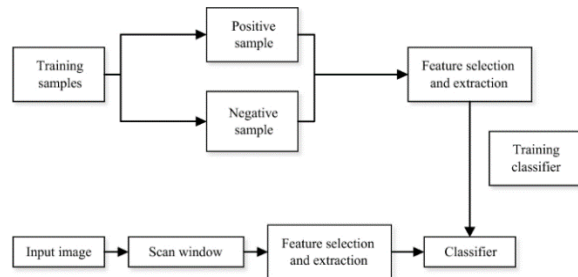 Positive
sample
Training
samples
Feature selection
and extraction
Negative
sample
Training
classifier
Input image
Scan window
Feature selection
and extraction
Classifier